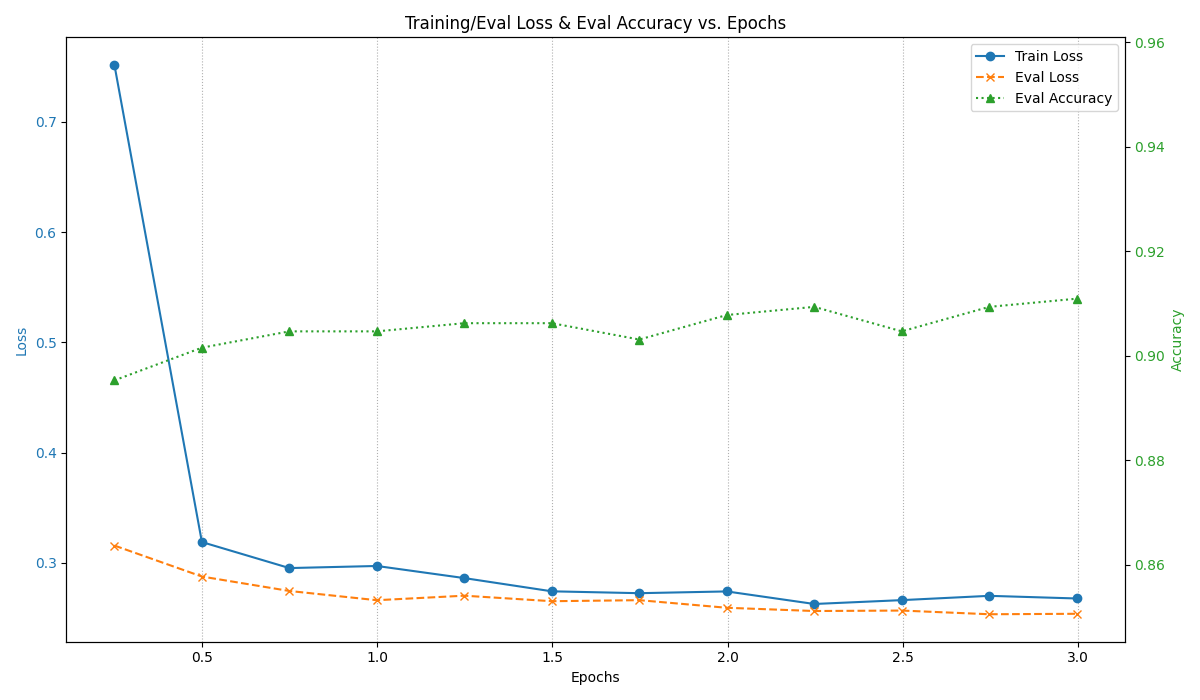 Training/Eval Loss & Eval Accuracy vs. Epochs
Train Loss
Eval Loss
Eval Accuracy
Loss
0.7
0.6
0.5
0.4
0.3
0.96
0.94
0.92
0.90
0.88
0.86
Accuracy
0.5 1.0 1.5 2.0 2.5 3.0
Epochs